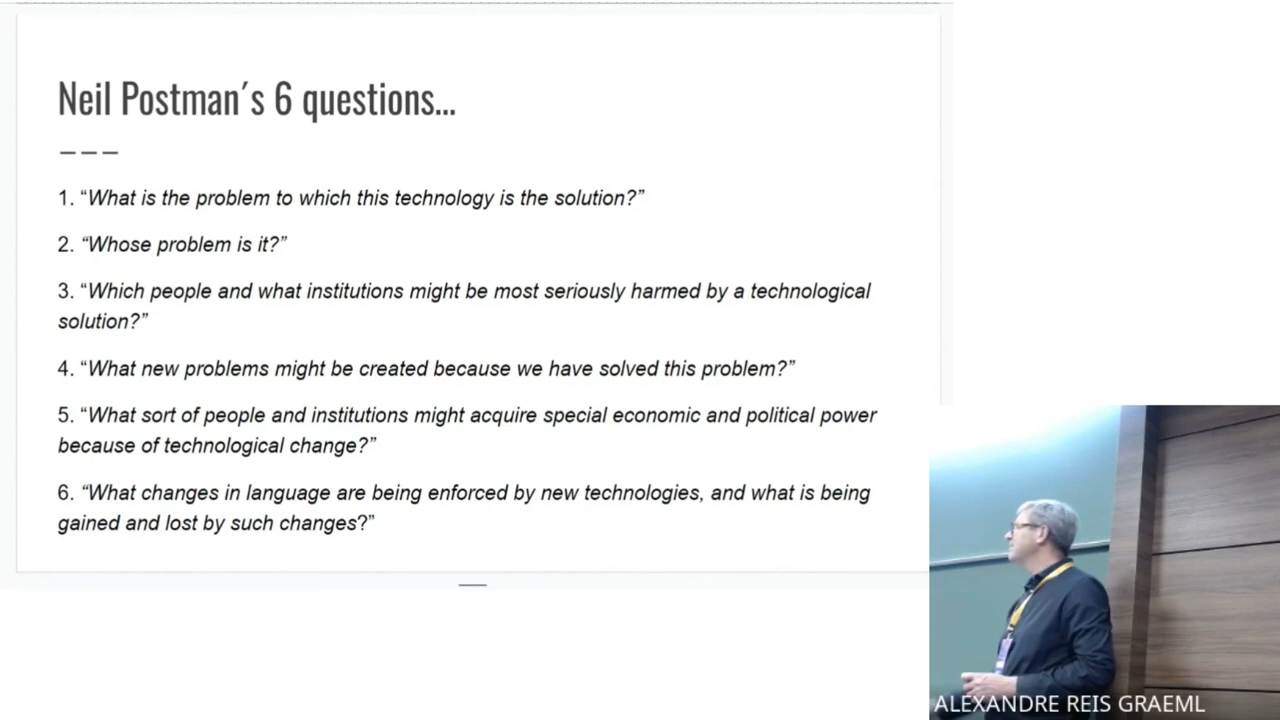 Neil Postman´s 6 questions...
1. “What is the problem to which this technology is the solution?”
2. “Whose problem is it?”
3. “Which people and what institutions might be most seriously harmed by a technological
solution?”
4. “What new problems might be created because we have solved this problem?”
5. “What sort of people and institutions might acquire special economic and political power
because of technological change?”
6. “What changes in language are being enforced by new technologies, and what is being
gained and lost by such changes?”
ALEXANDRE REIS GRAEML